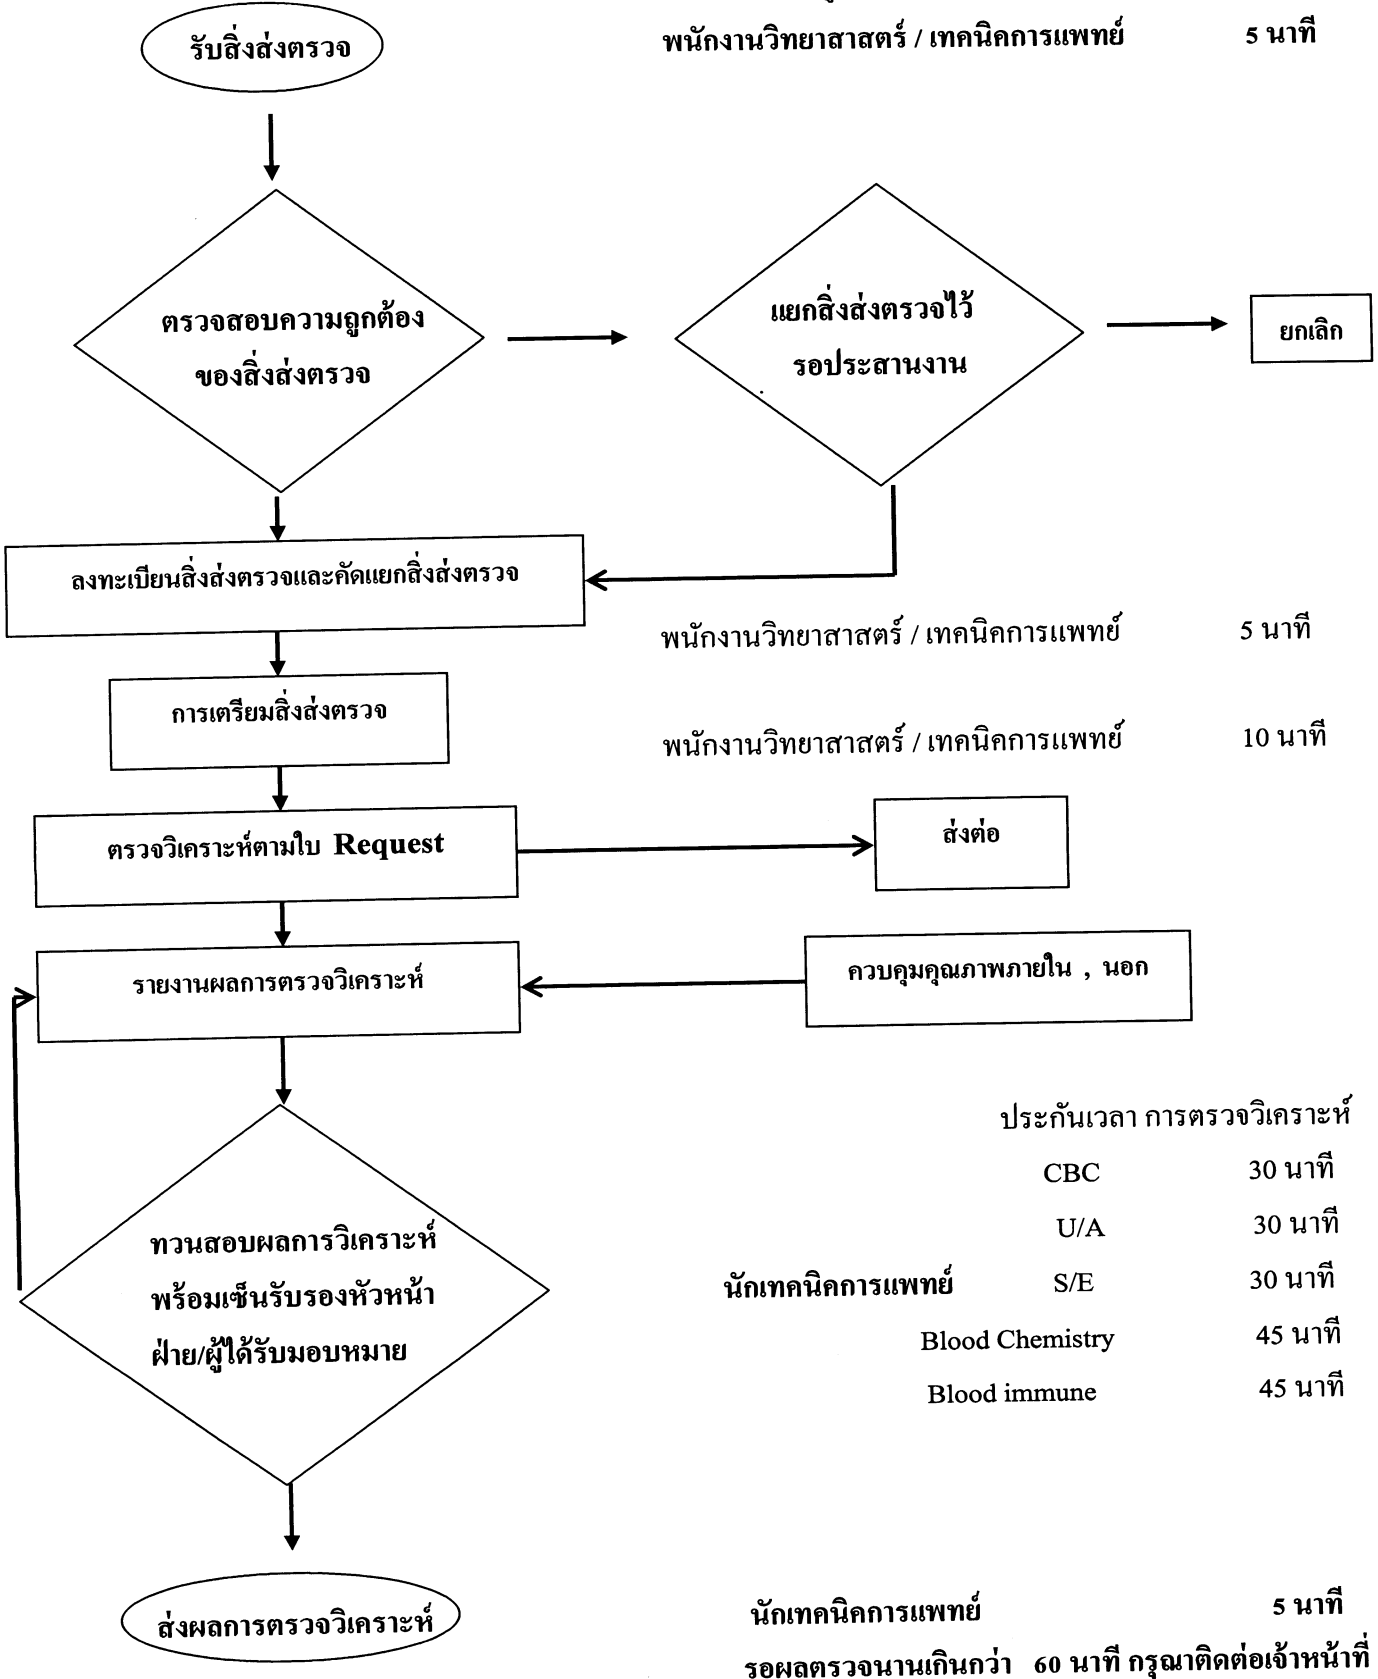 รับสิ่งส่งตรวจ
พนักงานวิทยาสาสตร์ / เทคนิคการแพทย์ 5 นาที
ตรวจสอบความถูกต้อง
ของสิ่งส่งตรวจ
แยกสิ่งส่งตรวจไว้
รอประสานงาน
ยกเลิก
ลงทะเบียนสิ่งส่งตรวจและคัดแยกสิ่งส่งตรวจ
พนักงานวิทยาสาสตร์ / เทคนิคการแพทย์ 5 นาที
การเตรียมสิ่งส่งตรวจ
พนักงานวิทยาสาสตร์ / เทคนิคการแพทย์ 10 นาที
ตรวจวิเคราะห์ตามใบ Request
ส่งต่อ
รายงานผลการตรวจวิเคราะห์
ควบคุมคุณภาพภายใน , นอก
ประกันเวลา การตรวจวิเคราะห์
CBC 30 นาที
U/A 30 นาที
นักเทคนิคการแพทย์ S/E 30 นาที
Blood Chemistry 45 นาที
Blood immune 45 นาที
ทวนสอบผลการวิเคราะห์
พร้อมเซ็นรับรองหัวหน้า
ฝ่าย/ผู้ได้รับมอบหมาย
ส่งผลการตรวจวิเคราะห์
นักเทคนิคการแพทย์ 5 นาที
รอผลตรวจนานเกินกว่า 60 นาที กรุณาติดต่อเจ้าหน้าที่